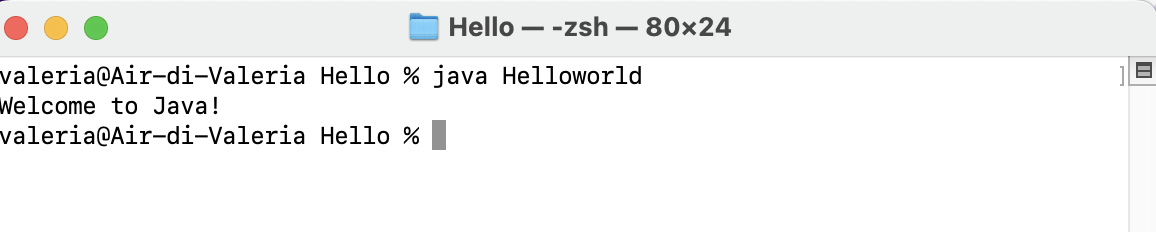 Hello — -zsh — 80×24
valeria@Air-di-Valeria Hello % java Helloworld
Welcome to Java!
valeria@Air-di-Valeria Hello %